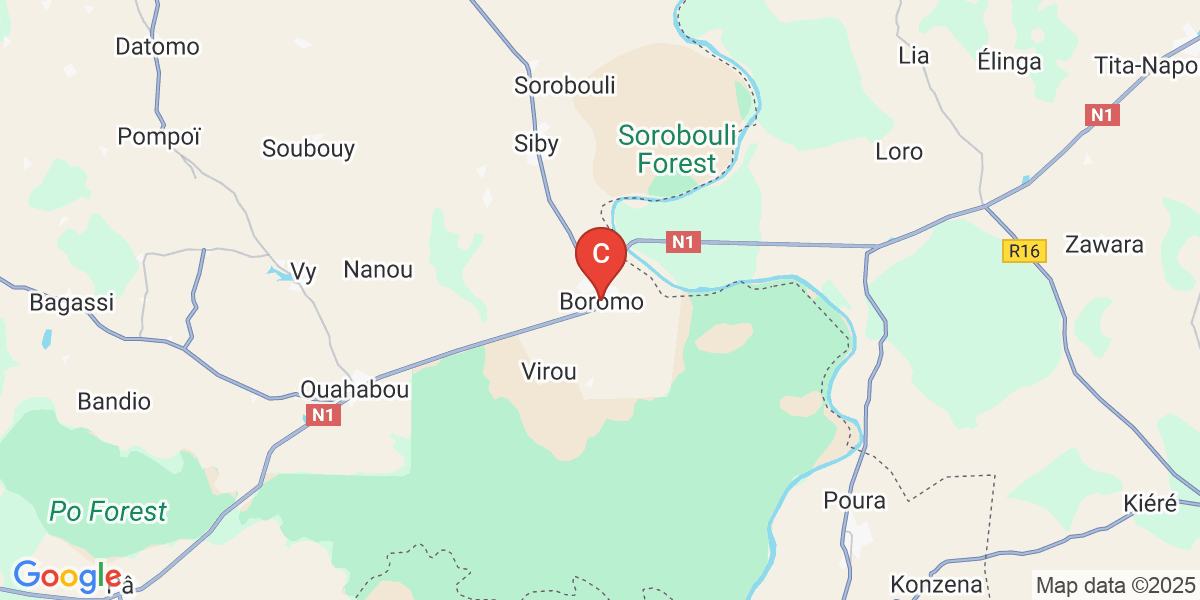 Datomo
Lia
Élinga
Tita-Napo
Sorobouli
N1
Pompoï
Soubouy
Siby
Sorobouli
Forest
Loro
C
N1
R16
Zawara
Vy
Nanou
Bagassi
Boromo
Virou
Ouahabou
Bandio
N1
Po Forest
Poura
Kiéré
Google
Pâ
Konzena
Map data ©2025